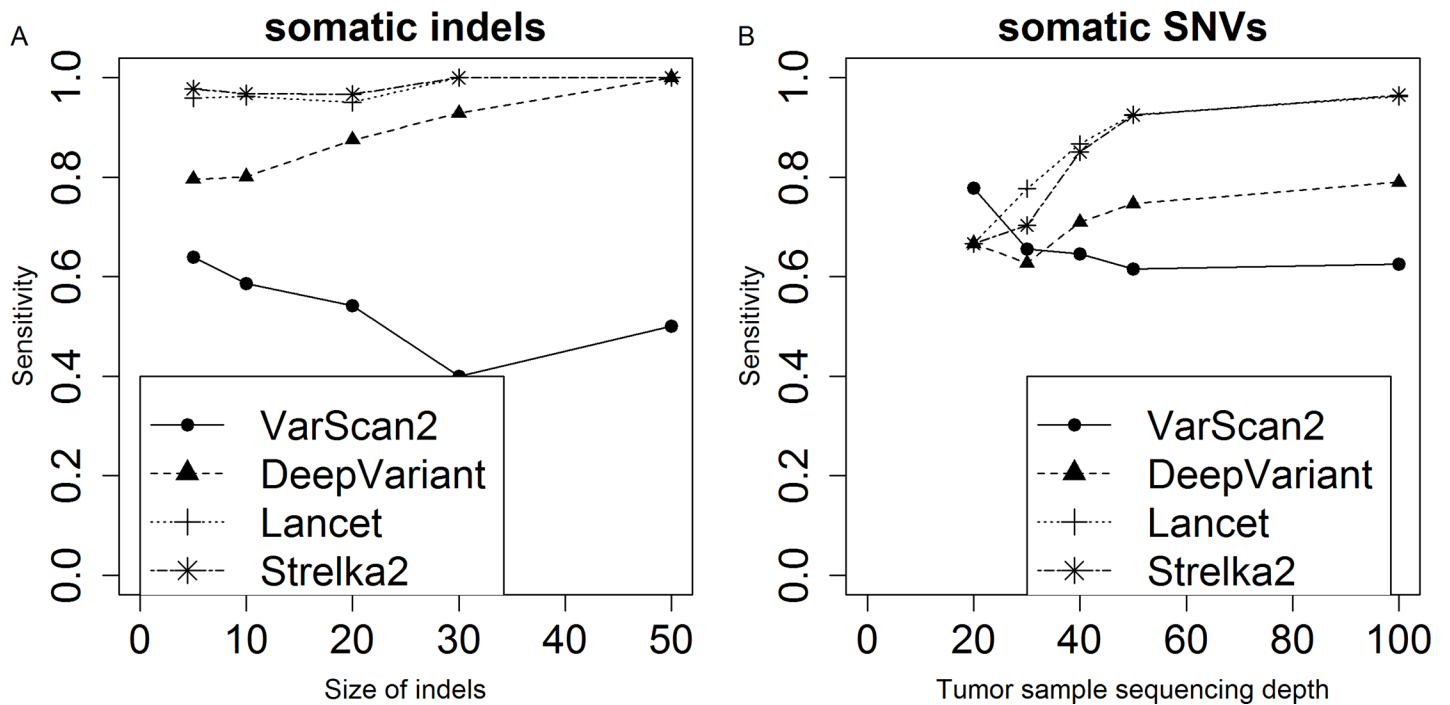 A
somatic indels
Sensitivity
1.0
0.8
0.6
0.4
0.2
0.0
VarScan2
DeepVariant
Lancet
Strelka2
0 10 20 30 40 50
Size of indels
B
somatic SNVs
Sensitivity
1.0
0.8
0.6
0.4
0.2
0.0
VarScan2
DeepVariant
Lancet
Strelka2
0 20 40 60 80 100
Tumor sample sequencing depth